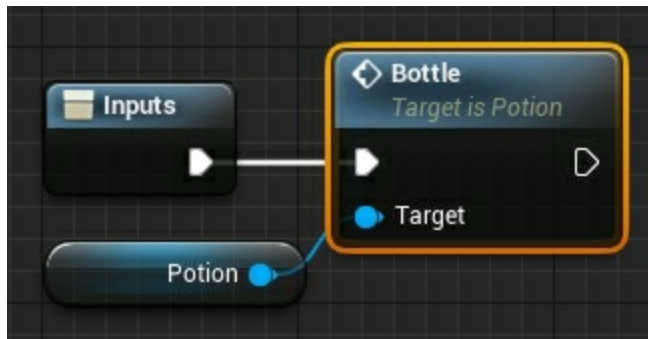 Inputs
Bottle
Target is Potion
Target
Potion